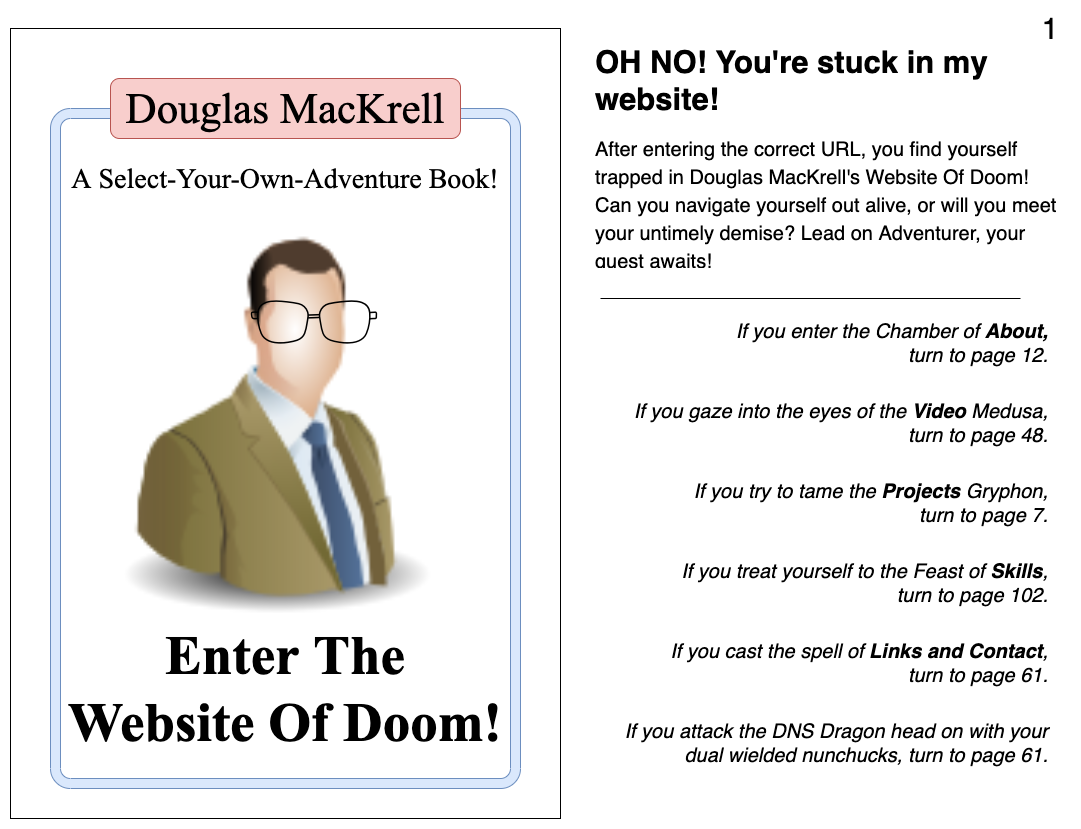 Douglas MacKrell
A Select-Your-Own-Adventure Book!
Enter The
Website Of Doom!
1
OH NO! You're stuck in my
website!
After entering the correct URL, you find yourself
trapped in Douglas MacKrell's Website Of Doom!
Can you navigate yourself out alive, or will you meet
your untimely demise? Lead on Adventurer, your
quest awaits!
If you enter the Chamber of About,
turn to page 12.
If you gaze into the eyes of the Video Medusa,
turn to page 48.
If you try to tame the Projects Gryphon,
turn to page 7.
If you treat yourself to the Feast of Skills,
turn to page 102.
If you cast the spell of Links and Contact,
turn to page 61.
If you attack the DNS Dragon head on with your
dual wielded nunchucks, turn to page 61.